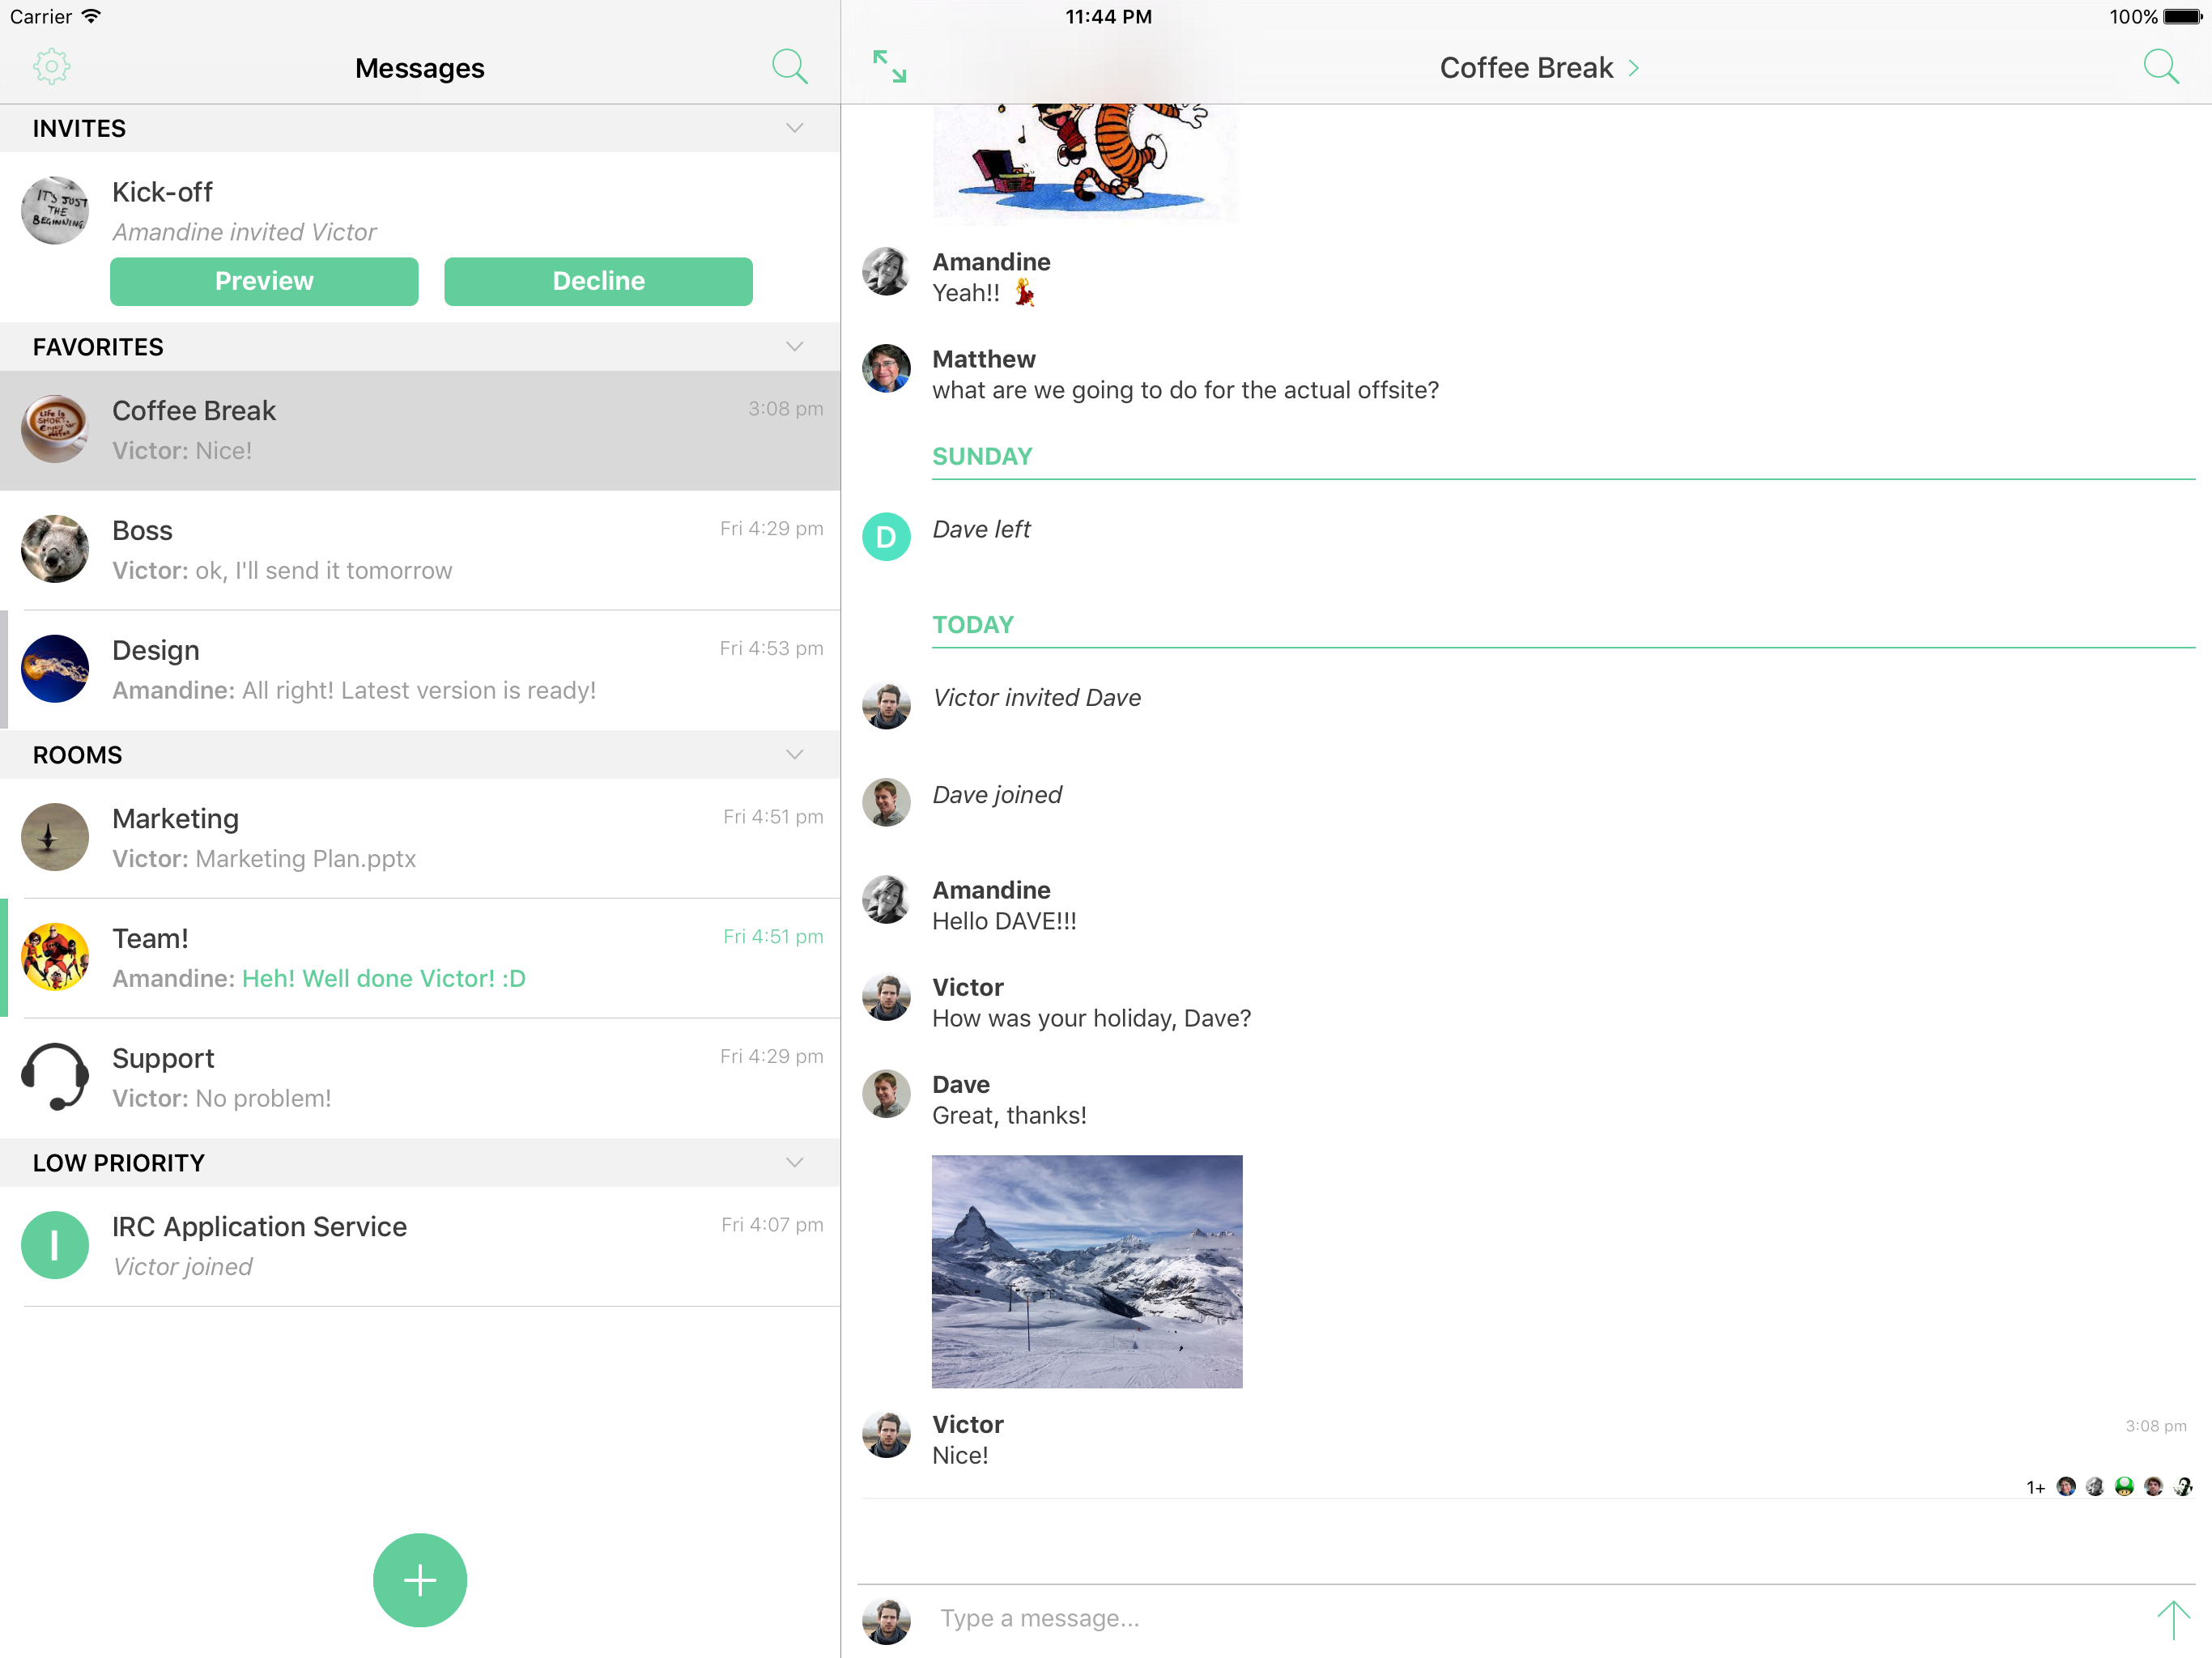 Carrier
11:44 PM
100%
Messages
Coffee Break
INVITES
IT'S JUST
THE
BEGINNING
Kick-off
Amandine invited Victor
Preview
Decline
FAVORITES
Life is
SHORT
Enjoy
Coffee Break
3:08 pm
Victor: Nice!
Boss
Fri 4:29 pm
Victor: ok, I'll send it tomorrow
Design
Fri 4:53 pm
Amandine: All right! Latest version is ready!
ROOMS
Marketing
Fri 4:51 pm
Victor: Marketing Plan.pptx
Team!
Fri 4:51 pm
Amandine: Heh! Well done Victor! :D
Support
Fri 4:29 pm
Victor: No problem!
LOW PRIORITY
I
IRC Application Service
Fri 4:07 pm
Victor joined
Amandine
Yeah!!
Matthew
what are we going to do for the actual offsite?
SUNDAY
D
Dave left
TODAY
Victor invited Dave
Dave joined
Amandine
Hello DAVE!!!
Victor
How was your holiday, Dave?
Dave
Great, thanks!
Victor
3:08 pm
Nice!
1+
Type a message...